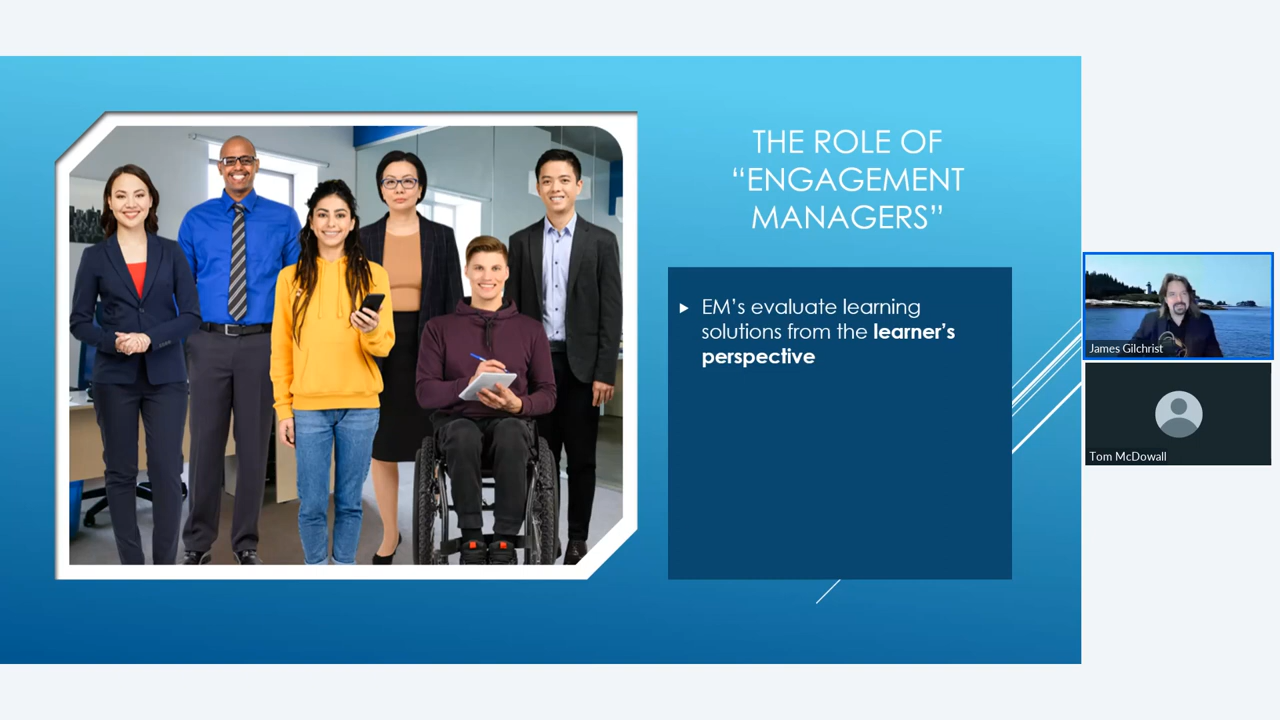 THE ROLE OF
“ENGAGEMENT
MANAGERS”
EM’s evaluate learning
solutions from the learner’s
perspective
James Gilchrist
Tom McDowall